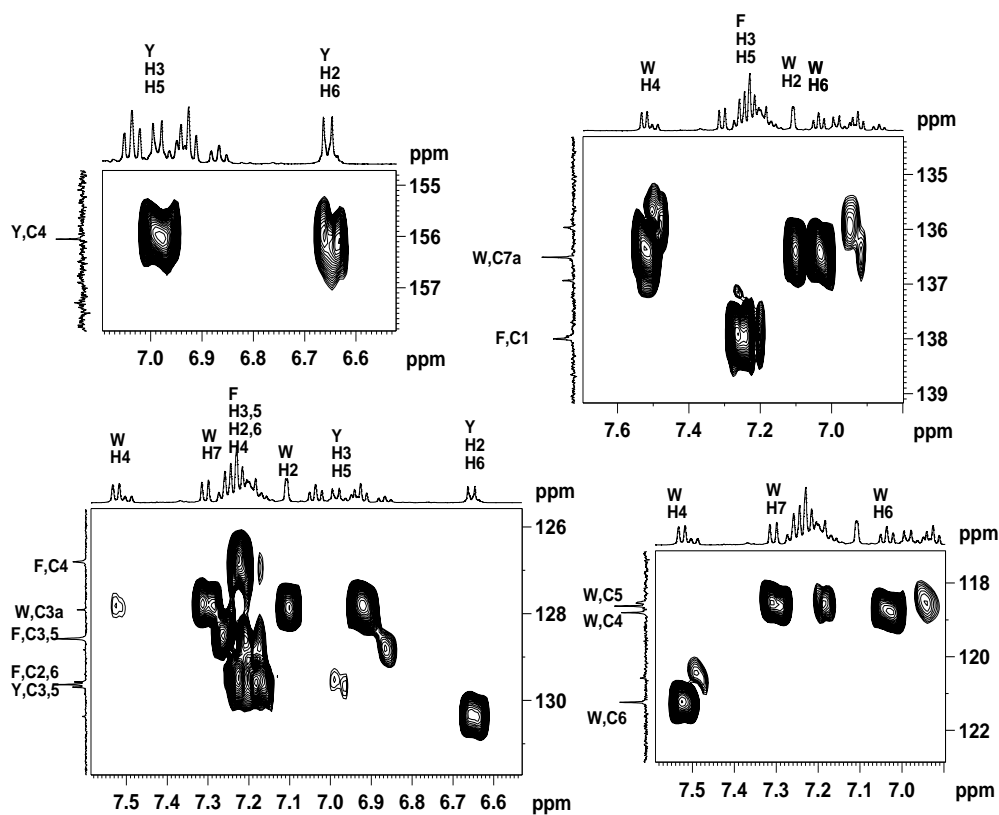 Y
H3
H5
Y
H2
H6
ppm
155
156
157
Y,C4
7.0 6.9 6.8 6.7 6.6
ppm
F
H3
H5
W
H4
W
H2
W
H6
ppm
135
136
137
138
139
W,C7a
F,C1
7.6 7.4 7.2 7.0
ppm
F
H3,5
H2,6
H4
W
H4
W
H7
W
H2
Y
H3
H5
Y
H2
H6
ppm
126
128
130
F,C4
W,C3a
F,C3,5
F,C2,6
Y,C3,5
7.5 7.4 7.3 7.2 7.1 7.0 6.9 6.8 6.7 6.6
ppm
W
H4
W
H7
W
H6
ppm
118
120
122
W,C5
W,C4
W,C6
7.5 7.4 7.3 7.2 7.1 7.0
ppm